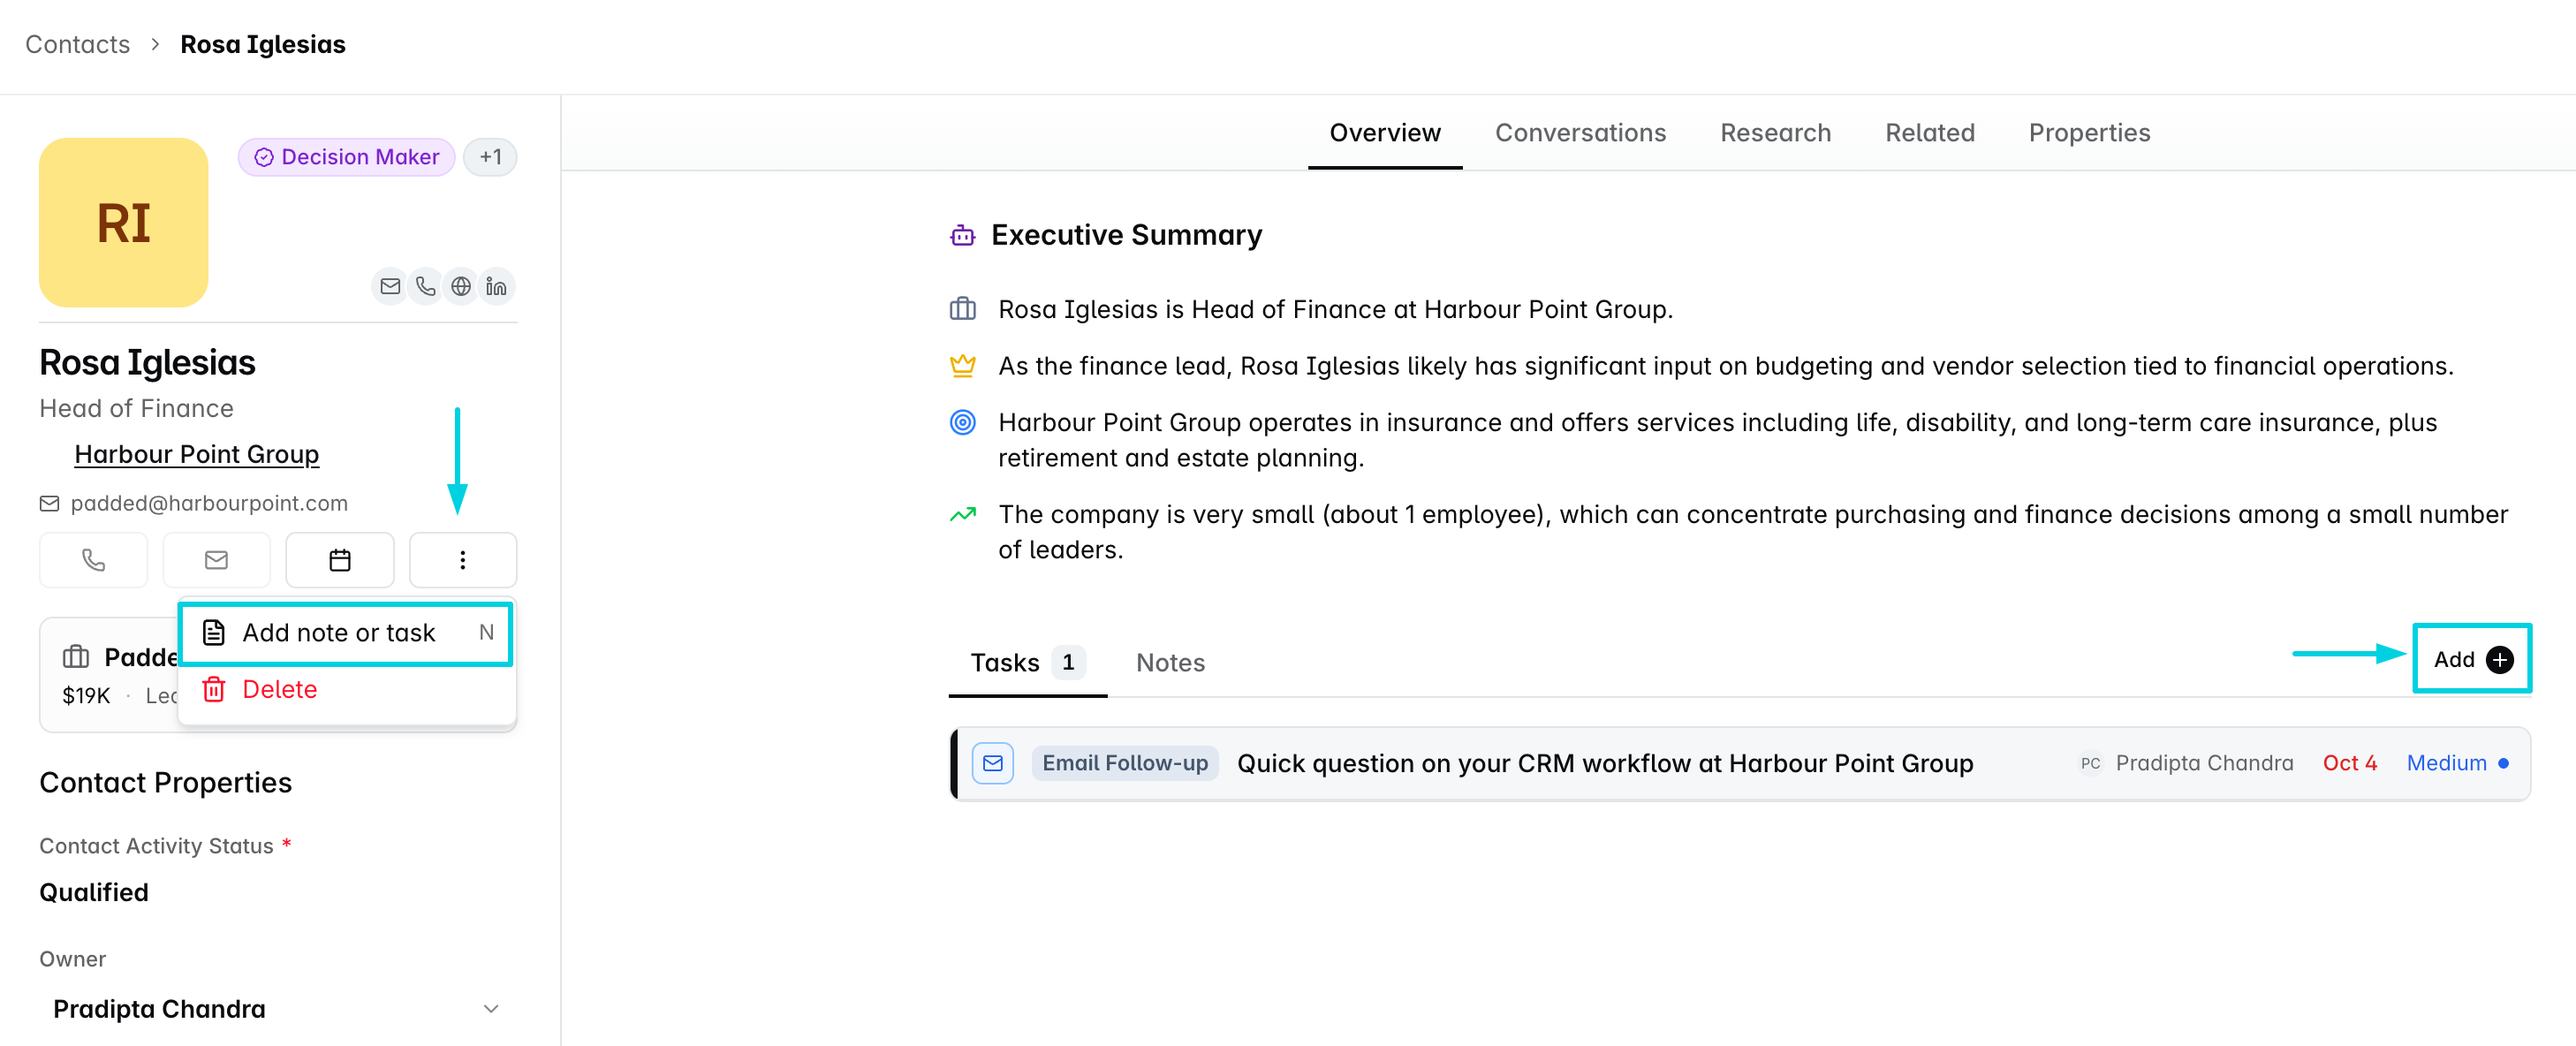 Contacts > Rosa Iglesias
RI
Decision Maker
+1
Rosa Iglesias
Head of Finance
Harbour Point Group
padded@harbourpoint.com
Add note or task N
Delete
$19K ·
Contact Properties
Contact Activity Status *
Qualified
Owner
Pradipta Chandra
Overview Conversations Research Related Properties
Executive Summary
Rosa Iglesias is Head of Finance at Harbour Point Group.
As the finance lead, Rosa Iglesias likely has significant input on budgeting and vendor selection tied to financial operations.
Harbour Point Group operates in insurance and offers services including life, disability, and long-term care insurance, plus
retirement and estate planning.
The company is very small (about 1 employee), which can concentrate purchasing and finance decisions among a small number
of leaders.
Tasks 1 Notes
Add
Email Follow-up Quick question on your CRM workflow at Harbour Point Group PC Pradipta Chandra Oct 4 Medium